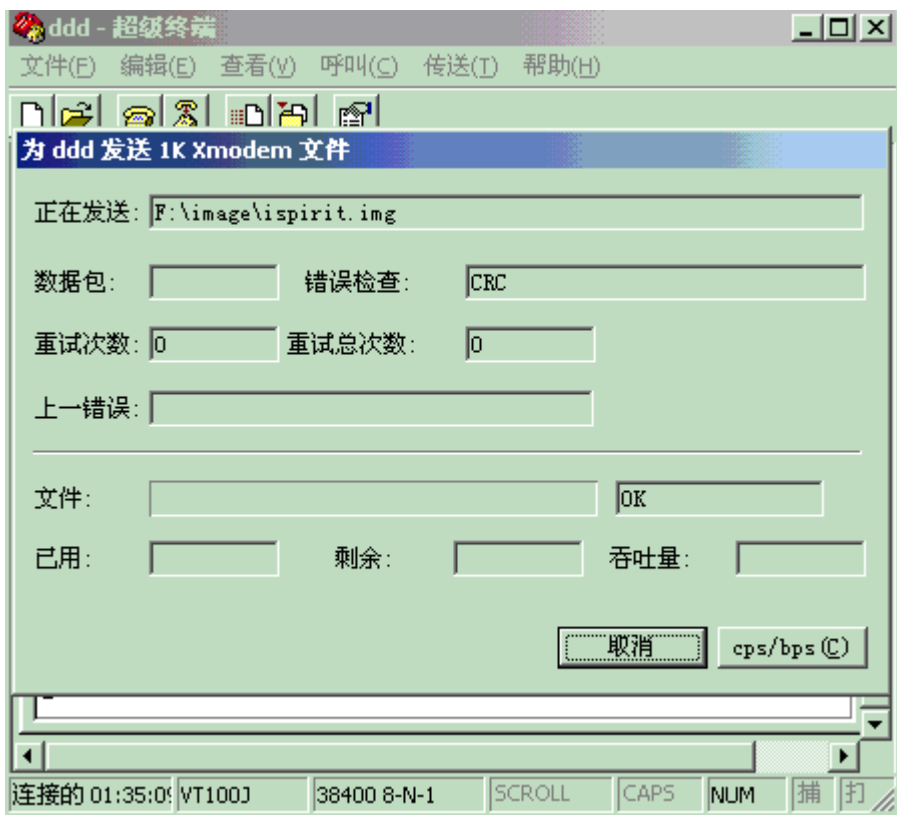 ddd - 超级终端
文件(F) 编辑(E) 查看(V) 呼叫(C) 传送(T) 帮助(H)
为 ddd 发送 1K Xmodem 文件
正在发送: F:\image\ispirit.img
数据包: 错误检查: CRC
重试次数: 0 重试总次数: 0
上一错误:
文件: OK
已用: 剩余: 吞吐量:
取消 cps/bps(C)
连接的 01:35:09 VT100J 38400 8-N-1 SCROLL CAPS NUM 捕 打